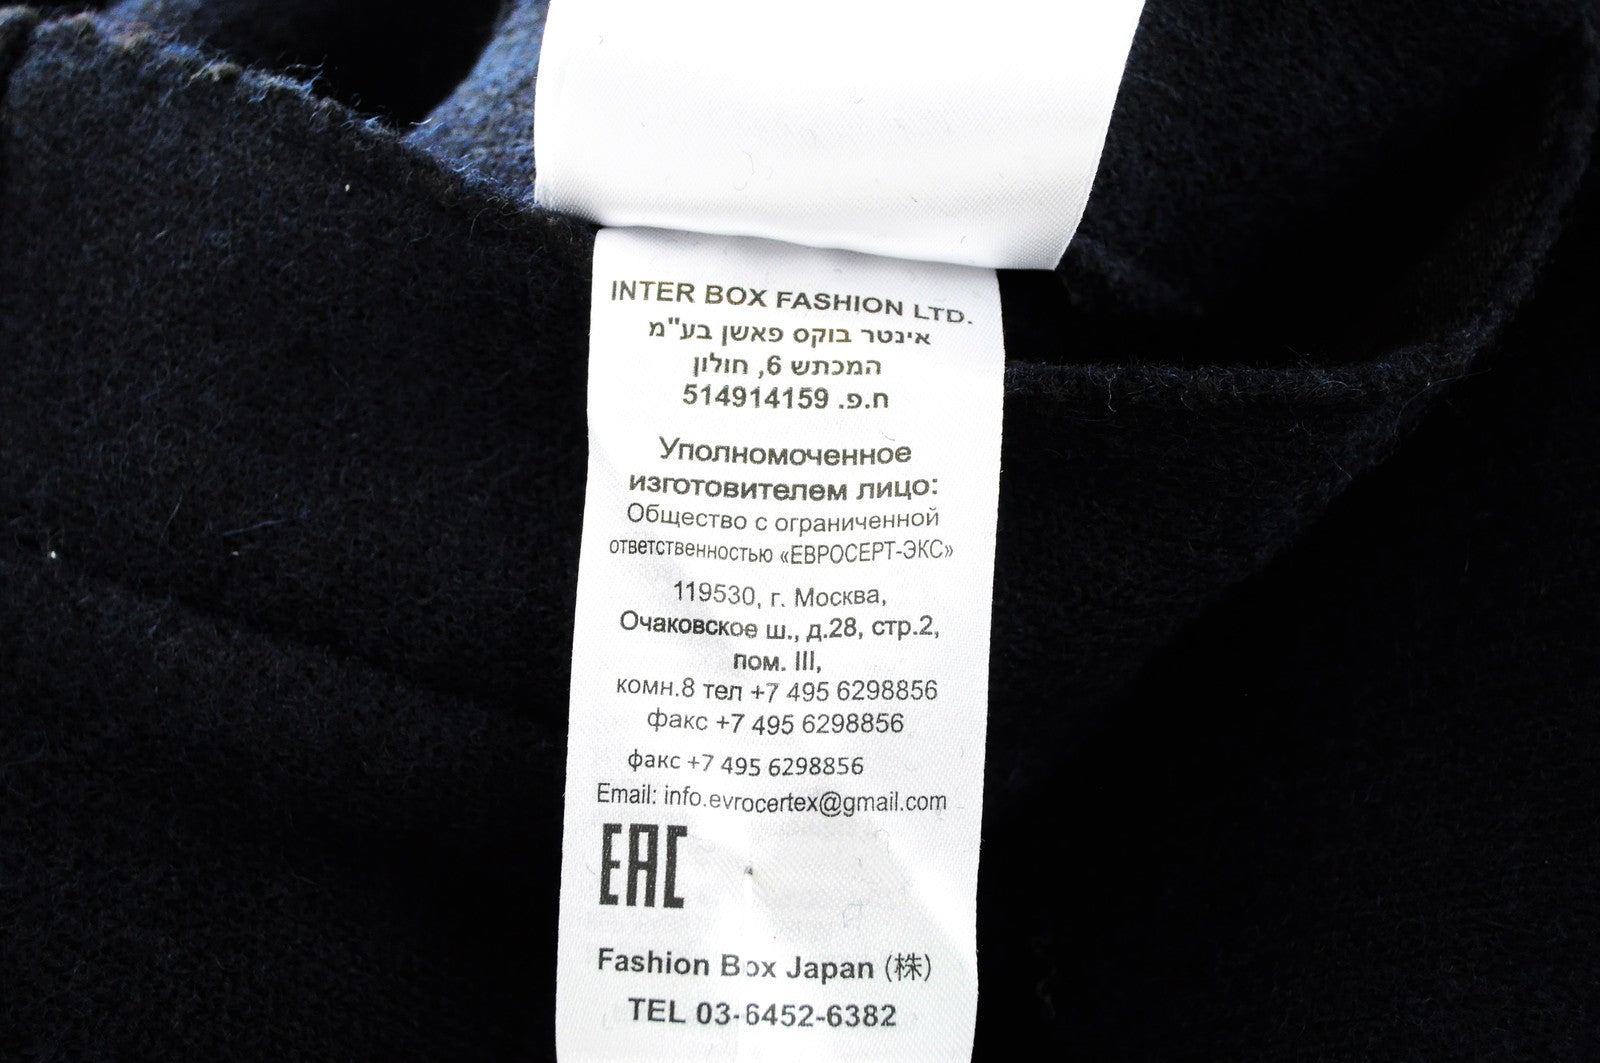 INTER BOX FASHION LTD.
אינטר בוקס פאשן בע"מ
המכתש 6, חולון
ח.פ. 514914159
Уполномоченное
изготовителем лицо:
Общество с ограниченной
ответственностью «ЕВРОСЕРТ-ЭКС»
119530, г. Москва,
Очаковское ш., д.28, стр.2,
пом. III,
комн.8 тел +7 495 6298856
факс +7 495 6298856
факс +7 495 6298856
Email: info.evrocertex@gmail.com
EAC
Fashion Box Japan (株)
TEL 03-6452-6382